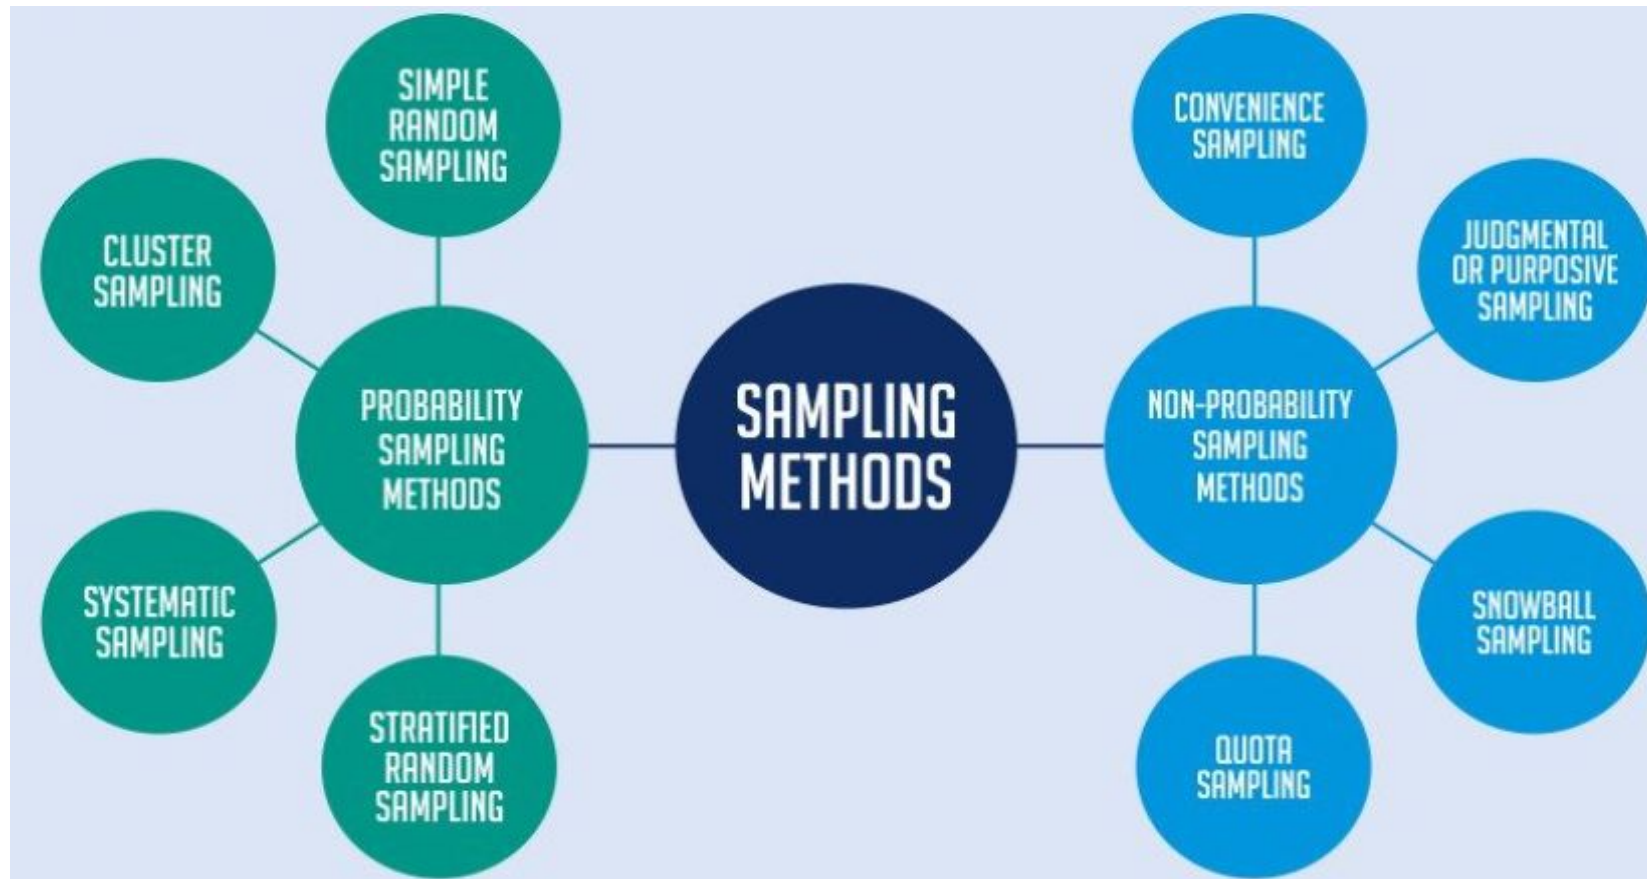 SIMPLE
RANDOM
SAMPLING
CLUSTER
SAMPLING
PROBABILITY
SAMPLING
METHODS
SYSTEMATIC
SAMPLING
STRATIFIED
RANDOM
SAMPLING
SAMPLING
METHODS
CONVENIENCE
SAMPLING
JUDGMENTAL
OR PURPOSIVE
SAMPLING
NON-PROBABILITY
SAMPLING
METHODS
SNOWBALL
SAMPLING
QUOTA
SAMPLING